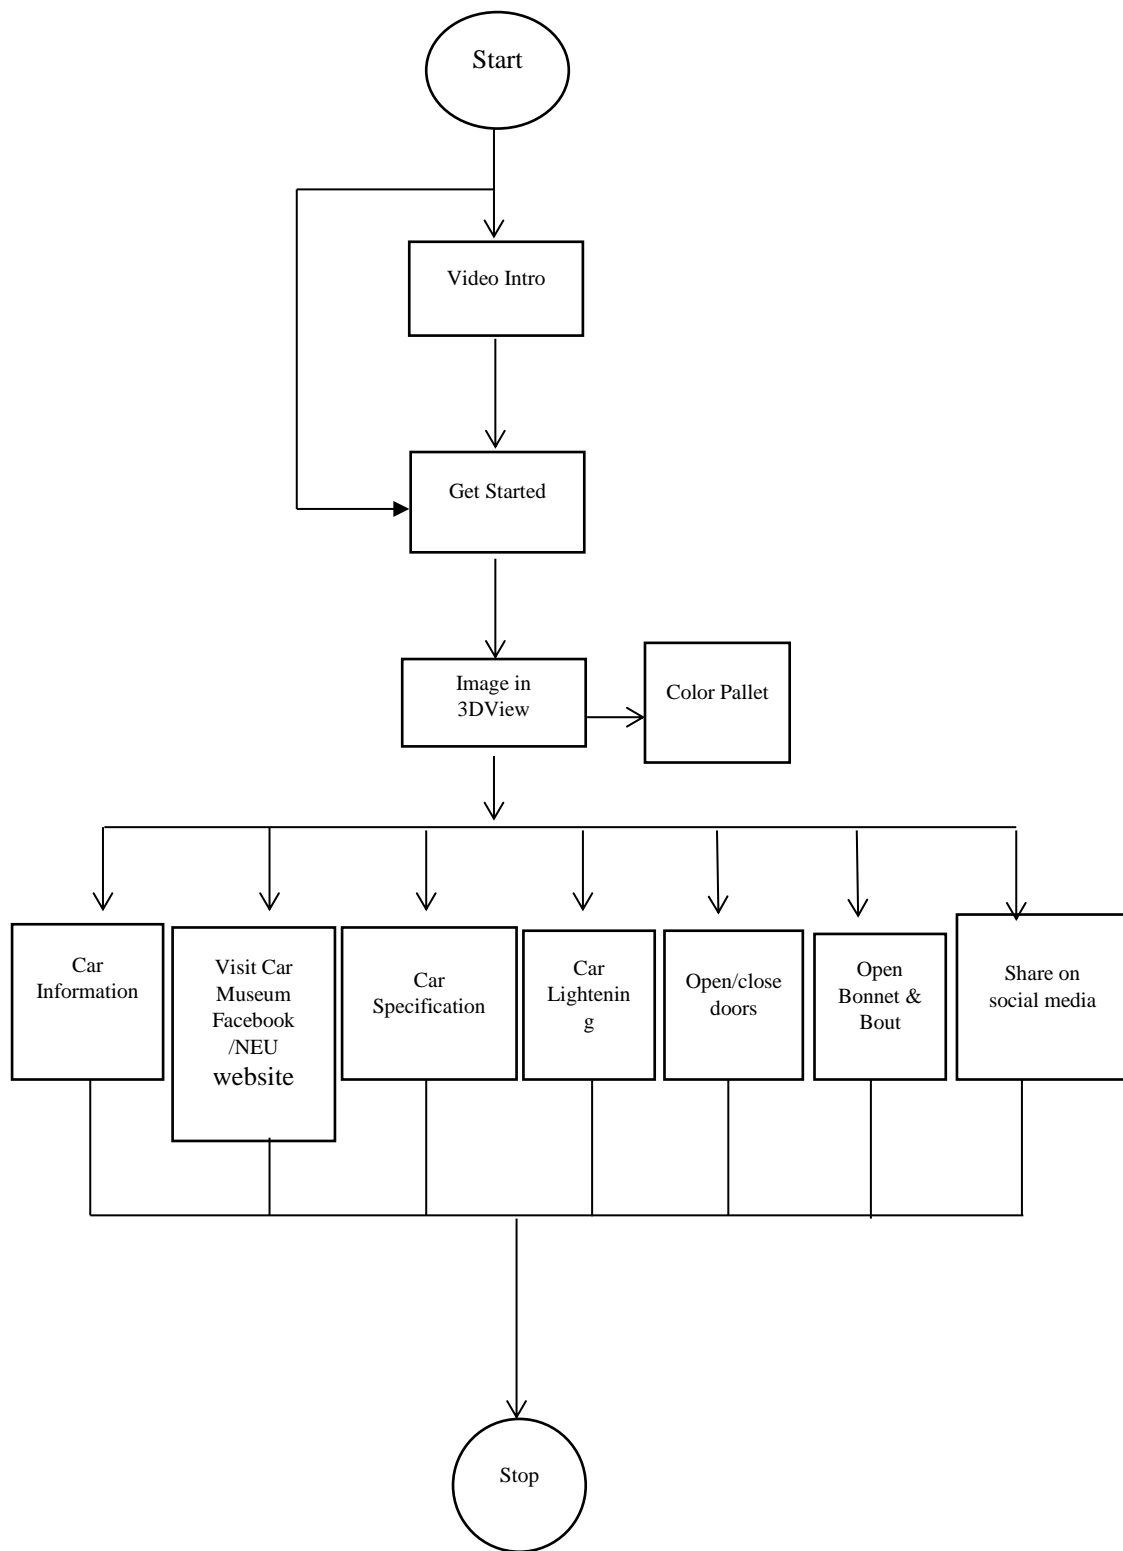 Start
Video Intro
Get Started
Image in
3DView
Color Pallet
Car
Information
Visit Car
Museum
Facebook
/NEU
website
Car
Specification
Car
Lightenin
g
Open/close
doors
Open
Bonnet &
Bout
Share on
social media
Stop